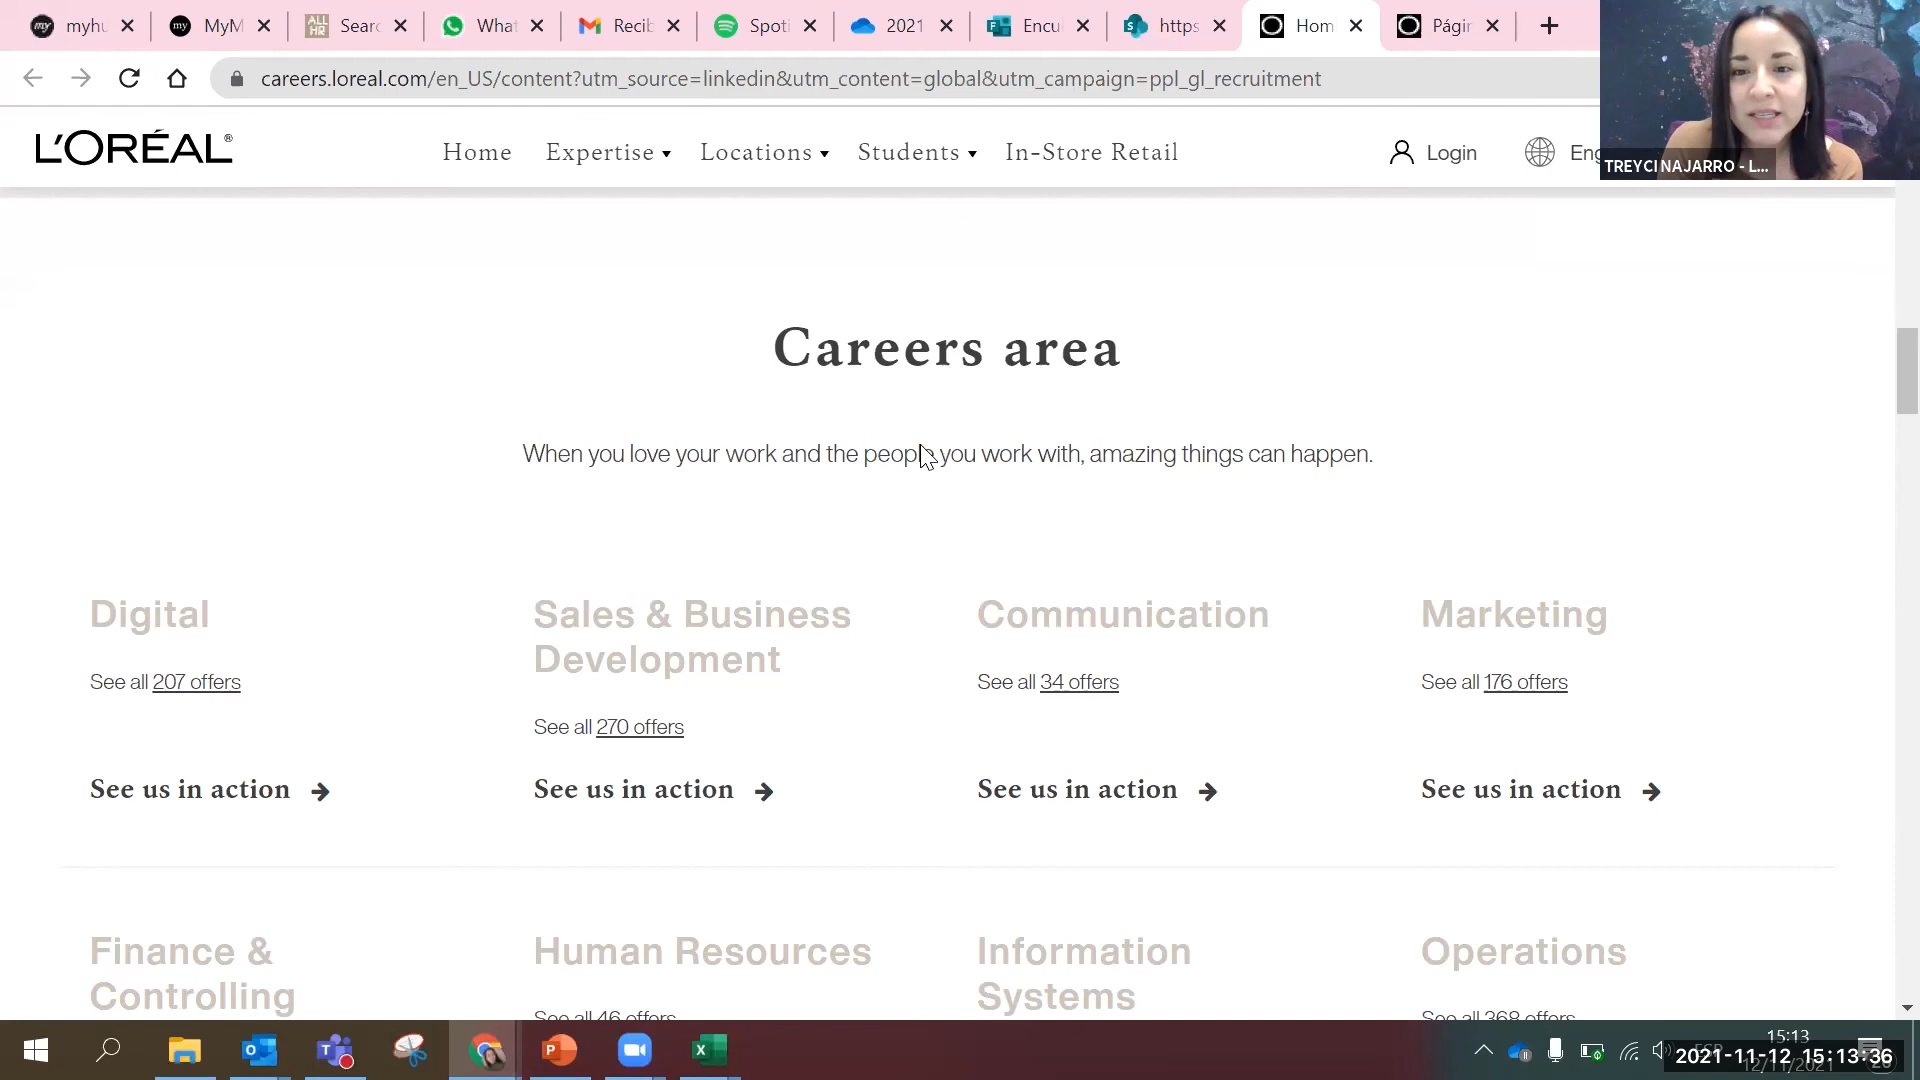 myhu
MyM
Searc
What
Recib
Spoti
2021
Encu
https
Hom
Págir
careers.loreal.com/en_US/content?utm_source=linkedin&utm_content=global&utm_campaign=ppl_gl_recruitment
L'ORÉAL®
Home
Expertise
Locations
Students
In-Store Retail
Login
Eng
TREYCI NAJARRO - L...
Careers area
When you love your work and the people you work with, amazing things can happen.
Digital
See all 207 offers
See us in action
Sales & Business
Development
See all 270 offers
See us in action
Communication
See all 34 offers
See us in action
Marketing
See all 176 offers
See us in action
Finance &
Controlling
Human Resources
See all 46 offers
Information
Systems
Operations
See all 368 offers
15:13
2021-11-12 15:13:36
12/11/2021